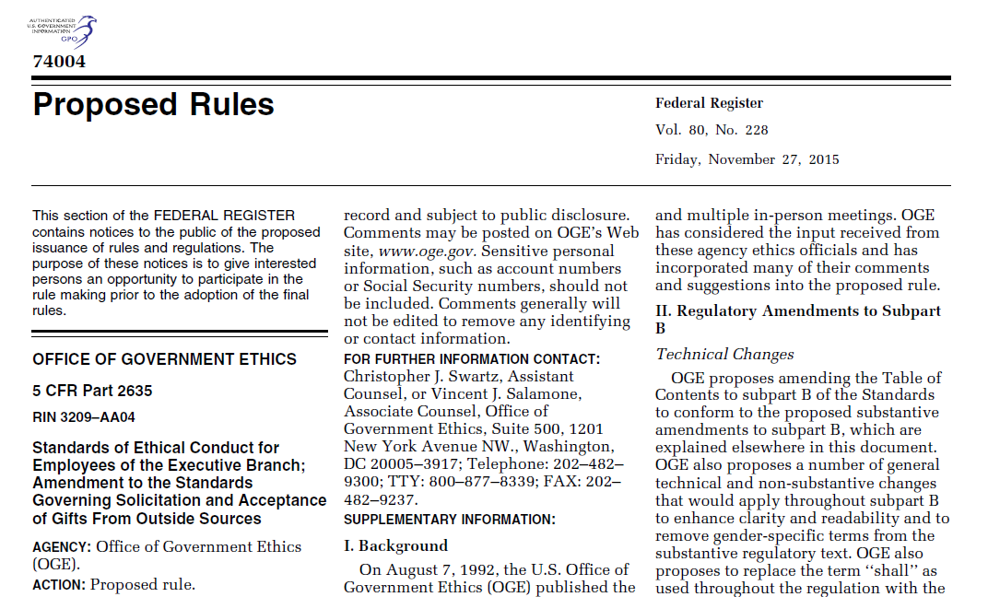 AUTHENTICATED
U.S. GOVERNMENT
INFORMATION
GPO
74004
Proposed Rules
Federal Register
Vol. 80, No. 228
Friday, November 27, 2015
This section of the FEDERAL REGISTER
contains notices to the public of the proposed
issuance of rules and regulations. The
purpose of these notices is to give interested
persons an opportunity to participate in the
rule making prior to the adoption of the final
rules.
OFFICE OF GOVERNMENT ETHICS
5 CFR Part 2635
RIN 3209–AA04
Standards of Ethical Conduct for
Employees of the Executive Branch;
Amendment to the Standards
Governing Solicitation and Acceptance
of Gifts From Outside Sources
AGENCY: Office of Government Ethics
(OGE).
ACTION: Proposed rule.
record and subject to public disclosure.
Comments may be posted on OGE's Web
site, www.oge.gov. Sensitive personal
information, such as account numbers
or Social Security numbers, should not
be included. Comments generally will
not be edited to remove any identifying
or contact information.
FOR FURTHER INFORMATION CONTACT:
Christopher J. Swartz, Assistant
Counsel, or Vincent J. Salamone,
Associate Counsel, Office of
Government Ethics, Suite 500, 1201
New York Avenue NW., Washington,
DC 20005–3917; Telephone: 202–482–
9300; TTY: 800–877–8339; FAX: 202–
482–9237.
SUPPLEMENTARY INFORMATION:
I. Background
On August 7, 1992, the U.S. Office of
Government Ethics (OGE) published the
and multiple in-person meetings. OGE
has considered the input received from
these agency ethics officials and has
incorporated many of their comments
and suggestions into the proposed rule.
II. Regulatory Amendments to Subpart
B
Technical Changes
OGE proposes amending the Table of
Contents to subpart B of the Standards
to conform to the proposed substantive
amendments to subpart B, which are
explained elsewhere in this document.
OGE also proposes a number of general
technical and non-substantive changes
that would apply throughout subpart B
to enhance clarity and readability and to
remove gender-specific terms from the
substantive regulatory text. OGE also
proposes to replace the term ‘‘shall’’ as
used throughout the regulation with the